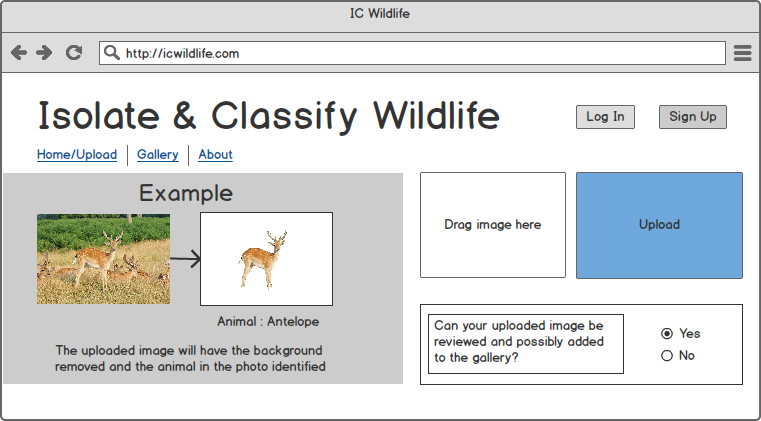 IC Wildlife
http://icwildlife.com
Isolate & Classify Wildlife
Log In
Sign Up
Home/Upload
Gallery
About
Example
Animal : Antelope
The uploaded image will have the background
removed and the animal in the photo identified
Drag image here
Upload
Can your uploaded image be
reviewed and possibly added
to the gallery?
Yes
No